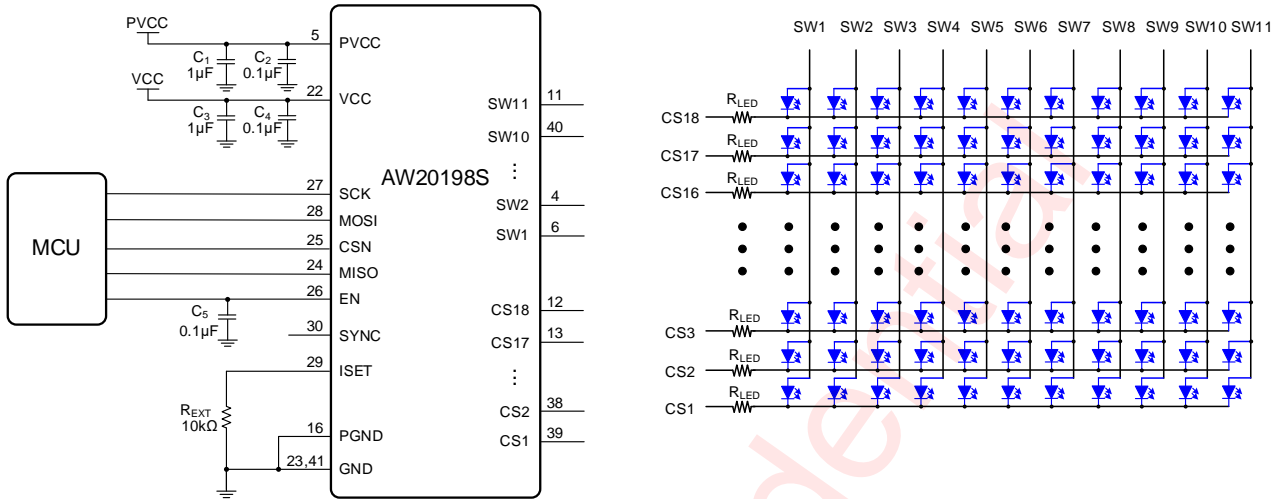 PVCC
5
PVCC
C1
1µF
C2
0.1µF
VCC
22
VCC
C3
1µF
C4
0.1µF
SW11
11
SW10
40
AW20198S
MCU
27
SCK
28
MOSI
25
CSN
24
MISO
26
EN
C5
0.1µF
30
SYNC
29
ISET
REXT
10kΩ
16
PGND
23,41
GND
SW2
4
SW1
6
CS18
12
CS17
13
CS2
38
CS1
39
SW1 SW2 SW3 SW4 SW5 SW6 SW7 SW8 SW9 SW10 SW11
CS18 RLED
CS17 RLED
CS16 RLED
CS3 RLED
CS2 RLED
CS1 RLED
dential